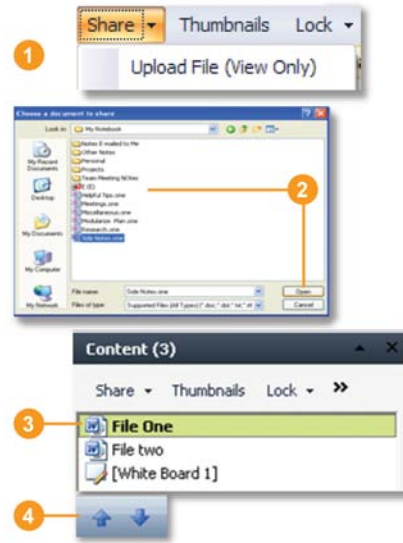 Share Thumbnails Lock
1
Upload File (View Only)
Choose a document to share
Look in: My Notebook
Notes E-mailed to Me
Other Notes
Personal
Projects
Team Meeting Notes
Helpful Tips.one
Meetings.one
Miscellaneous.one
Modularize Plan.one
Research.one
Side Notes.one
My Recent
Documents
Desktop
My Documents
My Computer
My Network
2
File name: Side Notes.one Open
Files of type: Supported Files (All Types) Cancel
Content (3)
Share Thumbnails Lock »
3
File One
File two
[White Board 1]
4